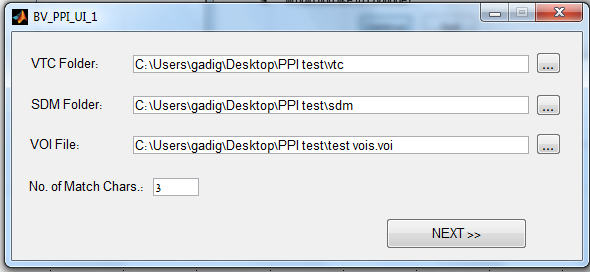 BV_PPI_UI_1
VTC Folder: C:\Users\gadig\Desktop\PPI test\vtc ...
SDM Folder: C:\Users\gadig\Desktop\PPI test\sdm ...
VOI File: C:\Users\gadig\Desktop\PPI test\test vois.voi ...
No. of Match Chars.: 3
NEXT >>